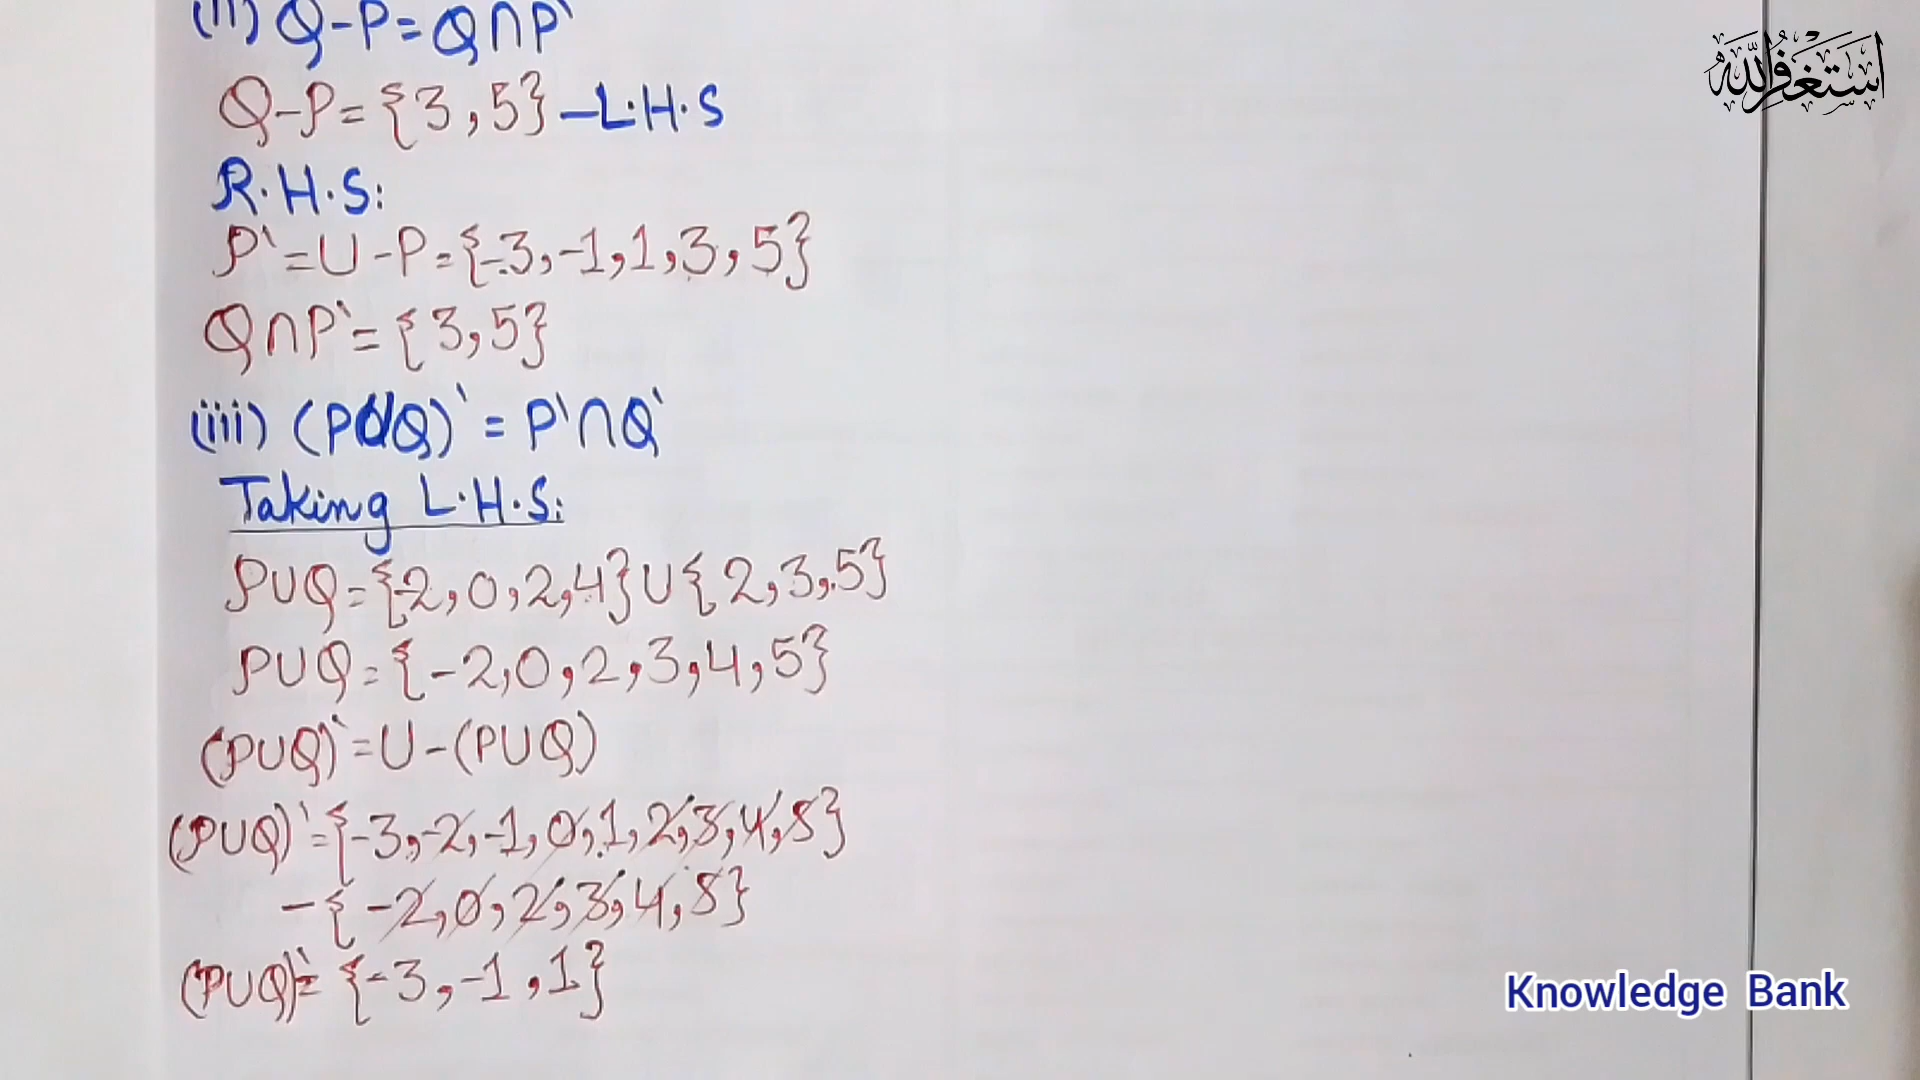 (ii) Q-P=Q∩P`
أستغفر الله
Q-P={3,5}-L.H.S
R.H.S:
P`=U-P={-3,-1,1,3,5}
Q∩P`={3,5}
(iii) (P∪Q)`=P`∩Q`
Taking L.H.S:
P∪Q={-2,0,2,4}∪{2,3,5}
P∪Q={-2,0,2,3,4,5}
(P∪Q)`=U-(P∪Q)
(P∪Q)`={-3,-2,-1,0,1,2,3,4,5}
-{-2,0,2,3,4,5}
(P∪Q)`={-3,-1,1}
Knowledge Bank